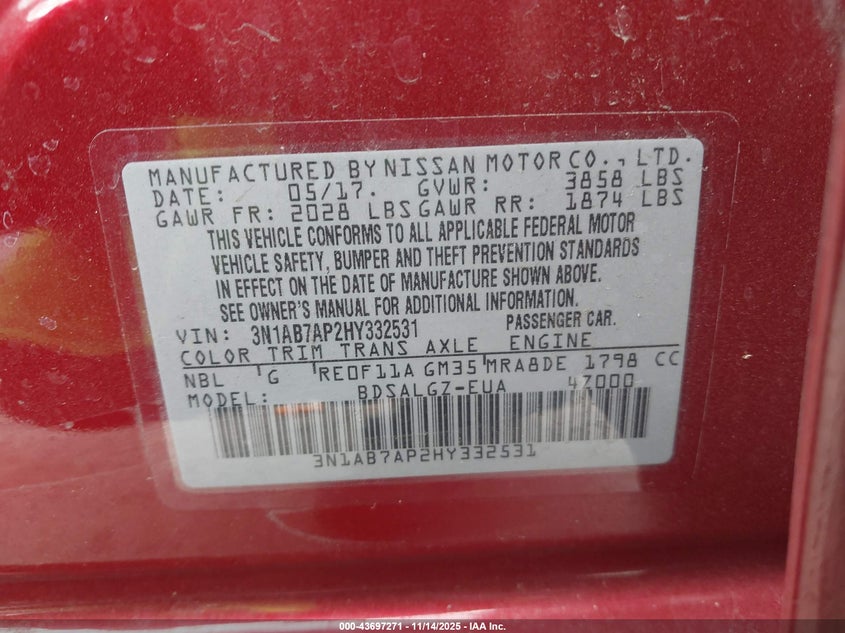 MANUFACTURED BY NISSAN MOTOR CO., LTD.
DATE: 05/17. GVWR: 3858 LBS
GAWR FR: 2028 LBS GAWR RR: 1874 LBS
THIS VEHICLE CONFORMS TO ALL APPLICABLE FEDERAL MOTOR
VEHICLE SAFETY, BUMPER AND THEFT PREVENTION STANDARDS
IN EFFECT ON THE DATE OF MANUFACTURE SHOWN ABOVE.
SEE OWNER'S MANUAL FOR ADDITIONAL INFORMATION.
VIN: 3N1AB7AP2HY332531 PASSENGER CAR.
COLOR TRIM TRANS AXLE ENGINE
NBL G RE0F11A GM35 MRA8DE 1798 CC
MODEL: BDSALGZ-EUA 47000
3N1AB7AP2HY332531
000-43697271 | 11/14/2025 | IAA Inc.